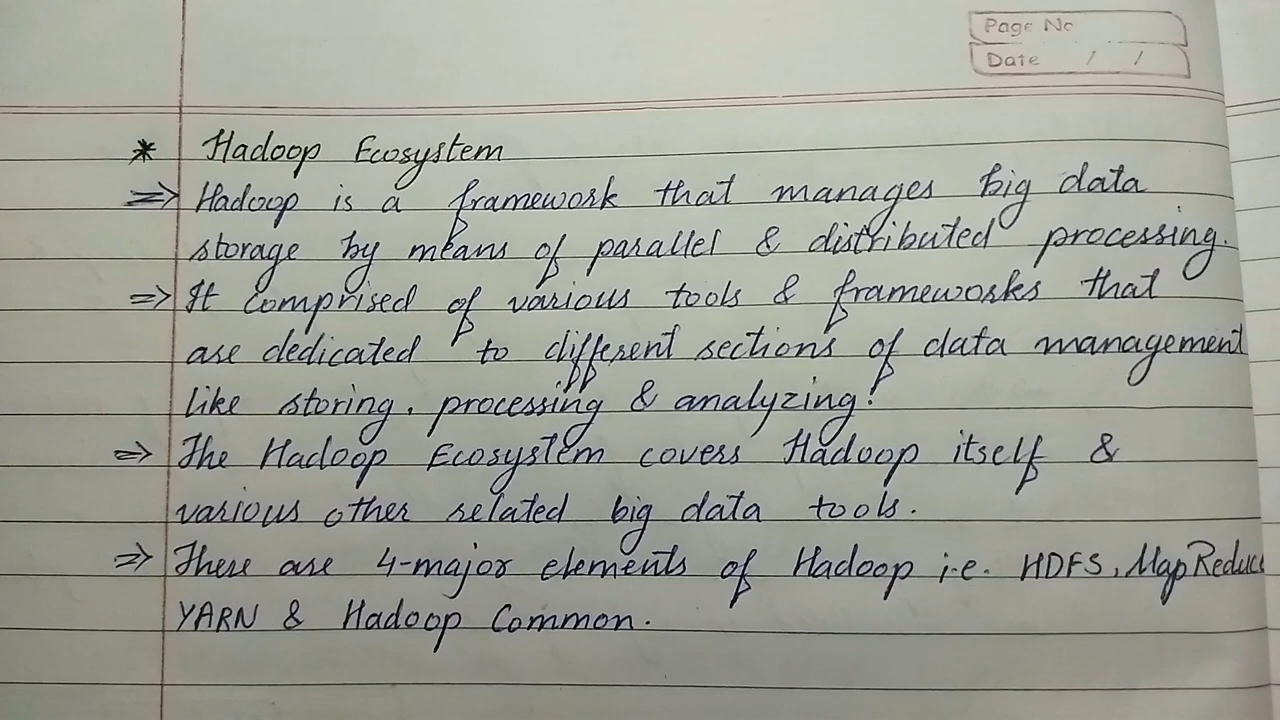 Page No
Date / /
* Hadoop Ecosystem
⇒ Hadoop is a framework that manages big data
storage by means of parallel & distributed processing.
⇒ It comprised of various tools & frameworks that
are dedicated to different sections of data management
like storing, processing & analyzing!
⇒ The Hadoop Ecosystem covers Hadoop itself &
various other related big data tools.
⇒ There are 4-major elements of Hadoop i.e. HDFS, MapReduce
YARN & Hadoop Common.